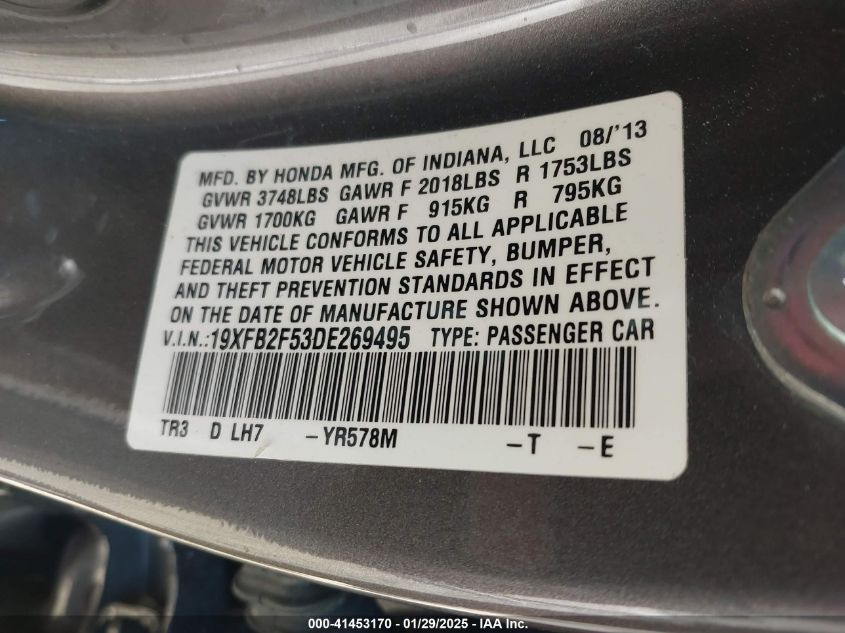 MFD. BY HONDA MFG. OF INDIANA, LLC 08/'13
GVWR 3748LBS GAWR F 2018LBS R 1753LBS
GVWR 1700KG GAWR F 915KG R 795KG
THIS VEHICLE CONFORMS TO ALL APPLICABLE
FEDERAL MOTOR VEHICLE SAFETY, BUMPER,
AND THEFT PREVENTION STANDARDS IN EFFECT
ON THE DATE OF MANUFACTURE SHOWN ABOVE.
V.I.N.:19XFB2F53DE269495 TYPE: PASSENGER CAR
TR3 D LH7 -YR578M -T -E
000-41453170 - 01/29/2025 - IAA Inc.